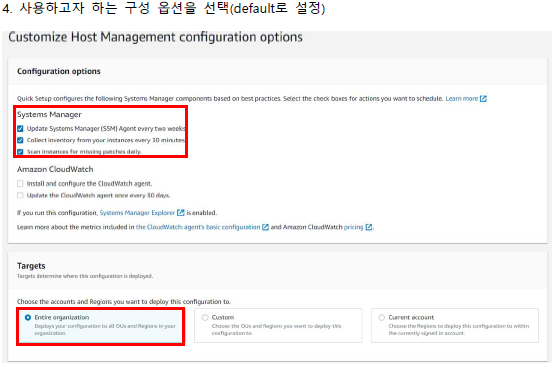 4. 사용하고자 하는 구성 옵션을 선택(default로 설정)
Customize Host Management configuration options
Configuration options
Quick Setup configures the following Systems Manager components based on best practices. Select the check boxes for actions you want to schedule. Learn more
Systems Manager
Update Systems Manager (SSM) Agent every two weeks
Collect inventory from your instances every 30 minutes
Scan instances for missing patches daily.
Amazon CloudWatch
Install and configure the CloudWatch agent.
Update the CloudWatch agent once every 30 days.
If you run this configuration, Systems Manager Explorer is enabled.
Learn more about the metrics included in the CloudWatch agent's basic configuration and Amazon CloudWatch pricing.
Targets
Targets determine where this configuration is deployed.
Choose the accounts and Regions you want to deploy this configuration to.
Entire organization
Deploys your configuration to all OUs and Regions in your
organization.
Custom
Choose the OUs and Regions you want to deploy this
configuration to.
Current account
Choose the Regions to deploy this configuration to within
the currently signed in account.